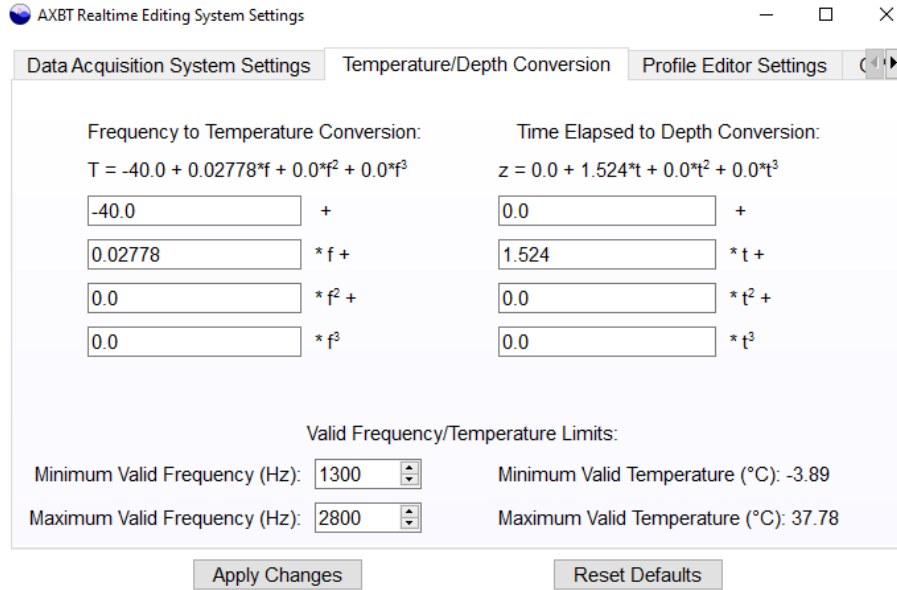 AXBT Realtime Editing System Settings
Data Acquisition System Settings
Temperature/Depth Conversion
Profile Editor Settings
Frequency to Temperature Conversion:
T = -40.0 + 0.02778*f + 0.0*f² + 0.0*f³
-40.0 +
0.02778 * f +
0.0 * f² +
0.0 * f³
Time Elapsed to Depth Conversion:
z = 0.0 + 1.524*t + 0.0*t² + 0.0*t³
0.0 +
1.524 * t +
0.0 * t² +
0.0 * t³
Valid Frequency/Temperature Limits:
Minimum Valid Frequency (Hz): 1300
Minimum Valid Temperature (°C): -3.89
Maximum Valid Frequency (Hz): 2800
Maximum Valid Temperature (°C): 37.78
Apply Changes
Reset Defaults